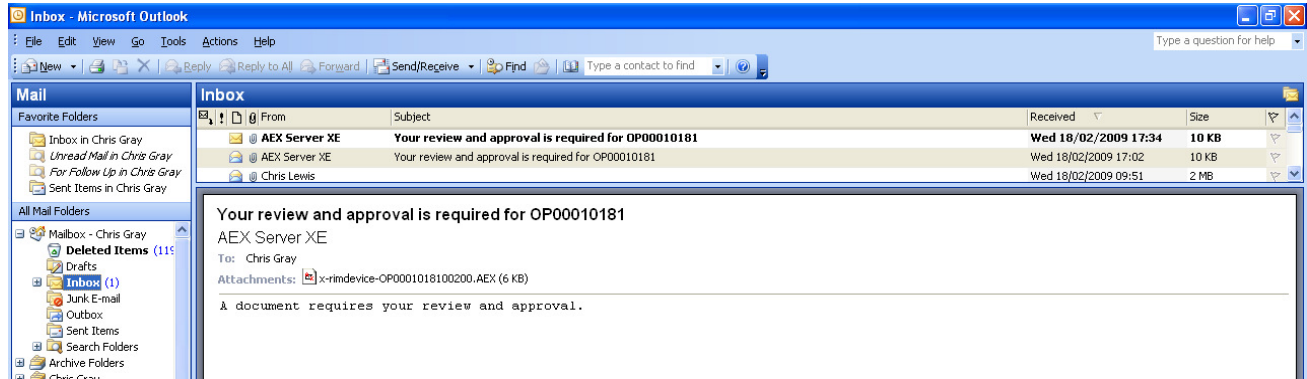 Inbox - Microsoft Outlook
File Edit View Go Tools Actions Help Type a question for help
New Reply Reply to All Forward Send/Receive Find Type a contact to find
Mail Inbox
Favorite Folders From Subject Received Size
Inbox in Chris Gray AEX Server XE Your review and approval is required for OP00010181 Wed 18/02/2009 17:34 10 KB
Unread Mail in Chris Gray AEX Server XE Your review and approval is required for OP00010181 Wed 18/02/2009 17:02 10 KB
For Follow Up in Chris Gray Chris Lewis Wed 18/02/2009 09:51 2 MB
Sent Items in Chris Gray
All Mail Folders
Mailbox - Chris Gray
Deleted Items (119
Drafts
Inbox (1)
Junk E-mail
Outbox
Sent Items
Search Folders
Archive Folders
Chris Gray
Your review and approval is required for OP00010181
AEX Server XE
To: Chris Gray
Attachments: x-rimdevice-OP0001018100200.AEX (6 KB)
A document requires your review and approval.